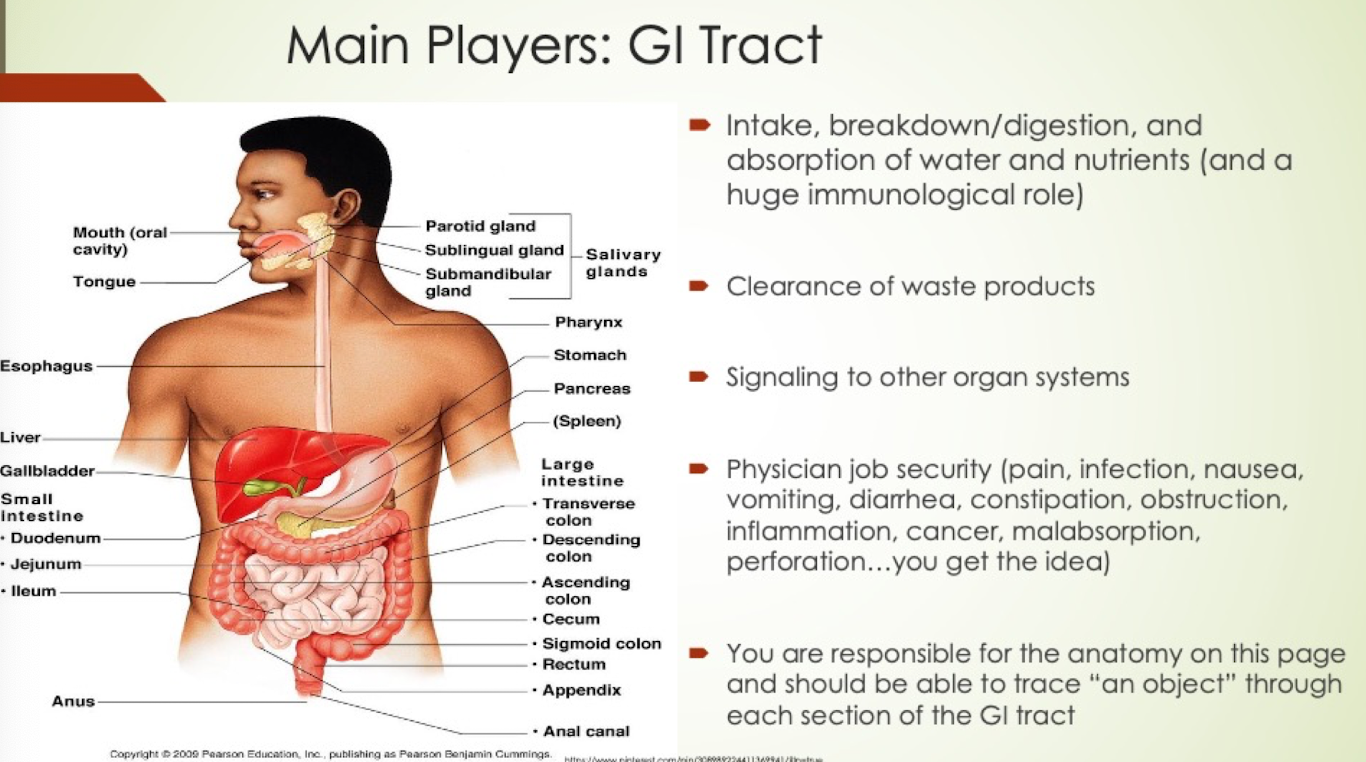 Main Players: GI Tract
Mouth (oral
cavity)
Tongue
Esophagus
Liver
Gallbladder
Small
intestine
• Duodenum
• Jejunum
• Ileum
Anus
Parotid gland
Sublingual gland
Submandibular
gland
Salivary
glands
Pharynx
Stomach
Pancreas
(Spleen)
Large
intestine
• Transverse
colon
• Descending
colon
• Ascending
colon
• Cecum
• Sigmoid colon
• Rectum
• Appendix
• Anal canal
Copyright © 2009 Pearson Education, Inc., publishing as Pearson Benjamin Cummings.
Intake, breakdown/digestion, and
absorption of water and nutrients (and a
huge immunological role)
Clearance of waste products
Signaling to other organ systems
Physician job security (pain, infection, nausea,
vomiting, diarrhea, constipation, obstruction,
inflammation, cancer, malabsorption,
perforation…you get the idea)
You are responsible for the anatomy on this page
and should be able to trace “an object” through
each section of the GI tract